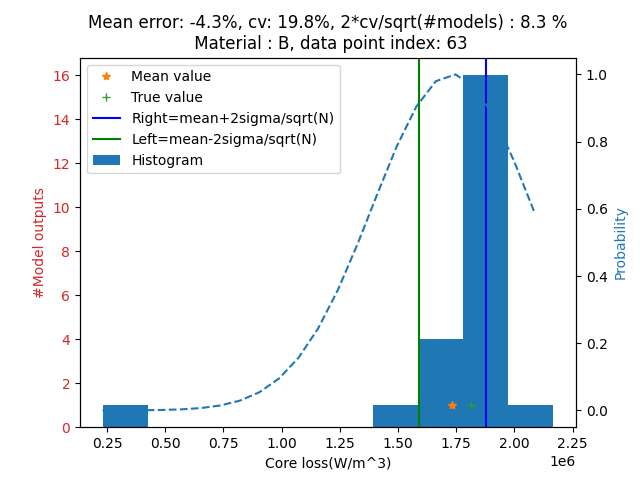 Mean error: -4.3%, cv: 19.8%, 2*cv/sqrt(#models) : 8.3 %
Material : B, data point index: 63
Mean value
True value
Right=mean+2sigma/sqrt(N)
Left=mean-2sigma/sqrt(N)
Histogram
16
14
12
10
8
6
4
2
0
#Model outputs
1.0
0.8
0.6
0.4
0.2
0.0
Probability
0.25 0.50 0.75 1.00 1.25 1.50 1.75 2.00 2.25
1e6
Core loss(W/m^3)